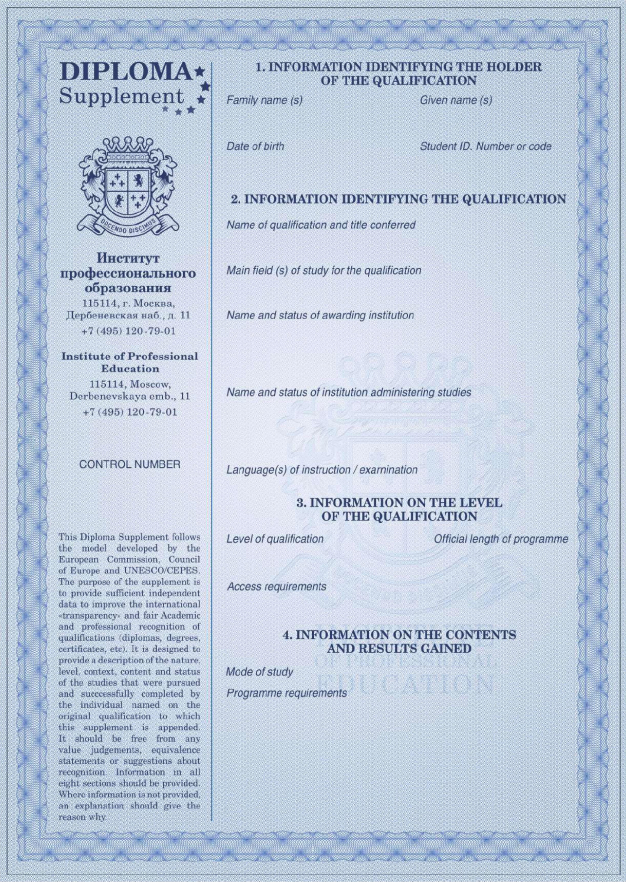 DIPLOMA
Supplement
DOCENDO DISCIMUS
Институт
профессионального
образования
115114, г. Москва,
Дербеневская наб., д. 11
+7 (495) 120-79-01
Institute of Professional
Education
115114, Moscow,
Derbenevskaya emb., 11
+7 (495) 120-79-01
CONTROL NUMBER
This Diploma Supplement follows
the model developed by the
European Commission, Council
of Europe and UNESCO/CEPES.
The purpose of the supplement is
to provide sufficient independent
data to improve the international
«transparency» and fair Academic
and professional recognition of
qualifications (diplomas, degrees,
certificates, etc). It is designed to
provide a description of the nature,
level, context, content and status
of the studies that were pursued
and successfully completed by
the individual named on the
original qualification to which
this supplement is appended.
It should be free from any
value judgements, equivalence
statements or suggestions about
recognition. Information in all
eight sections should be provided.
Where information is not provided,
an explanation should give the
reason why.
1. INFORMATION IDENTIFYING THE HOLDER
OF THE QUALIFICATION
Family name (s) Given name (s)
Date of birth Student ID. Number or code
2. INFORMATION IDENTIFYING THE QUALIFICATION
Name of qualification and title conferred
Main field (s) of study for the qualification
Name and status of awarding institution
Name and status of institution administering studies
Language(s) of instruction / examination
3. INFORMATION ON THE LEVEL
OF THE QUALIFICATION
Level of qualification Official length of programme
Access requirements
4. INFORMATION ON THE CONTENTS
AND RESULTS GAINED
Mode of study
Programme requirements
INSTITUTE
OF PROFESSIONAL
EDUCATION